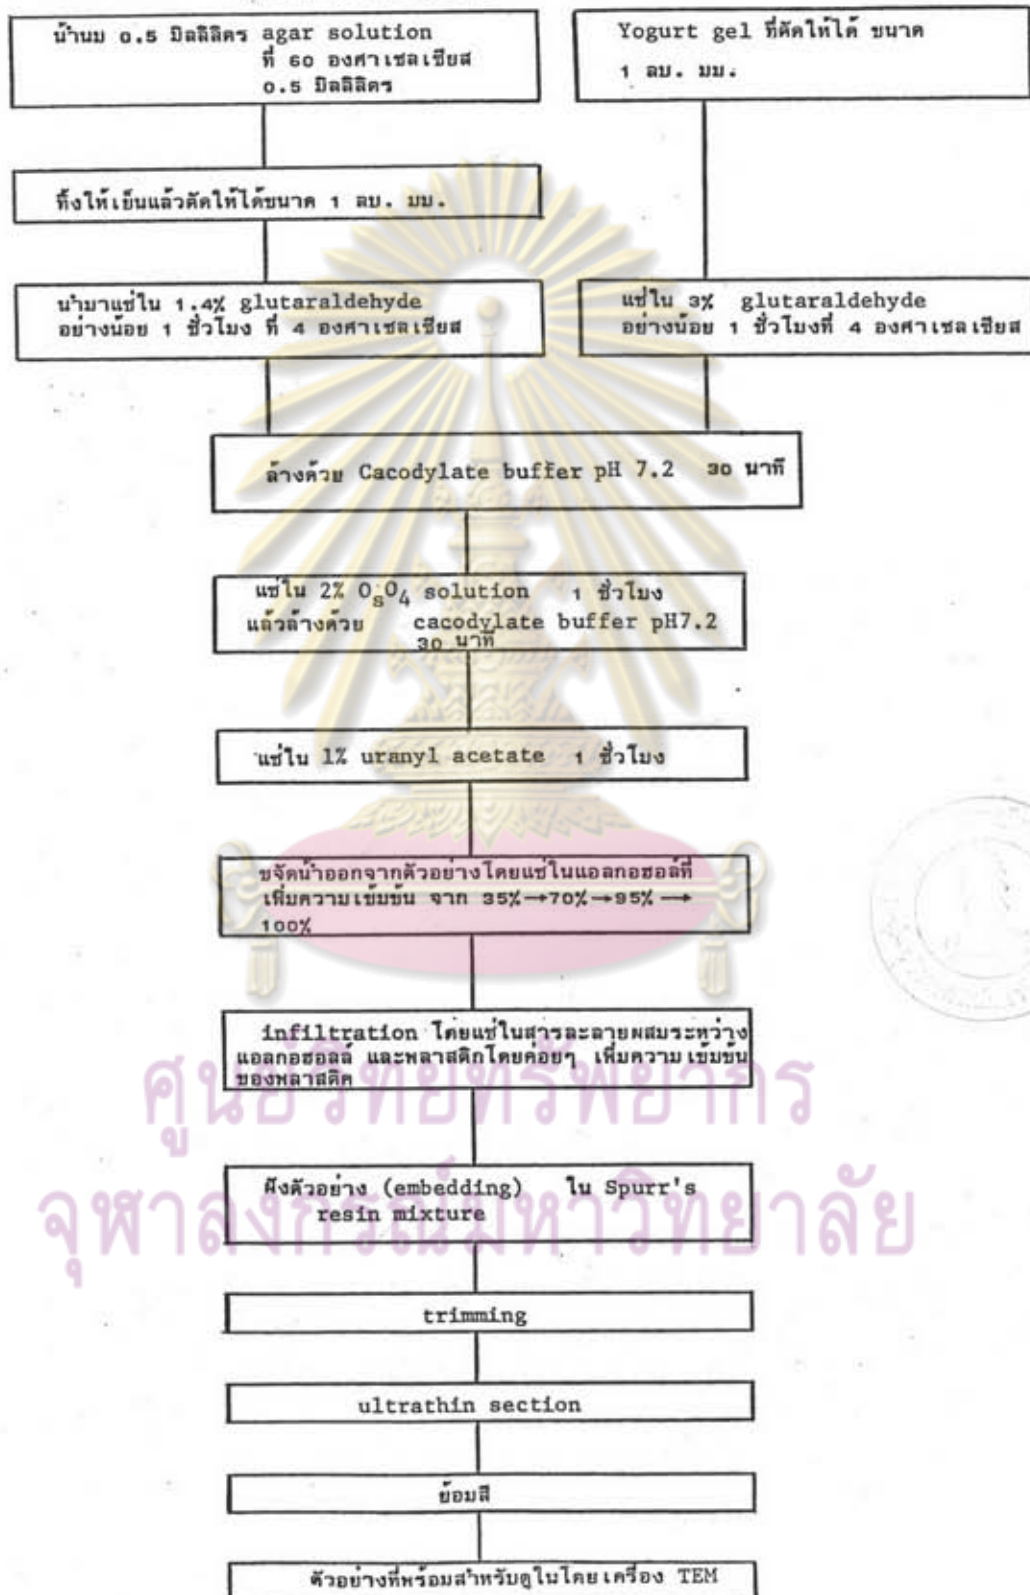 น้ำนม 0.5 มิลลิลิตร agar solution
ที่ 60 องศาเซลเซียส
0.5 มิลลิลิตร
Yogurt gel ที่ตัดให้ได้ ขนาด
1 ลบ. มม.
ทิ้งให้เย็นแล้วตัดให้ได้ขนาด 1 ลบ. มม.
นำมาแช่ใน 1.4% glutaraldehyde
อย่างน้อย 1 ชั่วโมง ที่ 4 องศาเซลเซียส
แช่ใน 3% glutaraldehyde
อย่างน้อย 1 ชั่วโมงที่ 4 องศาเซลเซียส
ล้างด้วย Cacodylate buffer pH 7.2 30 นาที
แช่ใน 2% OsO4 solution 1 ชั่วโมง
แล้วล้างด้วย cacodylate buffer pH7.2
30 นาที
แช่ใน 1% uranyl acetate 1 ชั่วโมง
ขจัดน้ำออกจากตัวอย่างโดยแช่ในแอลกอฮอล์ที่
เพิ่มความเข้มข้น จาก 35%→70%→95%→
100%
infiltration โดยแช่ในสารละลายผสมระหว่าง
แอลกอฮอลล์ และพลาสติกโดยค่อยๆ เพิ่มความเข้มข้น
ของพลาสติค
ศูนย์วิทยทรัพยากร
ฝังตัวอย่าง (embedding) ใน Spurr's
resin mixture
จุฬาลงกรณ์มหาวิทยาลัย
trimming
ultrathin section
ย้อมสี
ตัวอย่างที่พร้อมสำหรับดูในโดยเครื่อง TEM